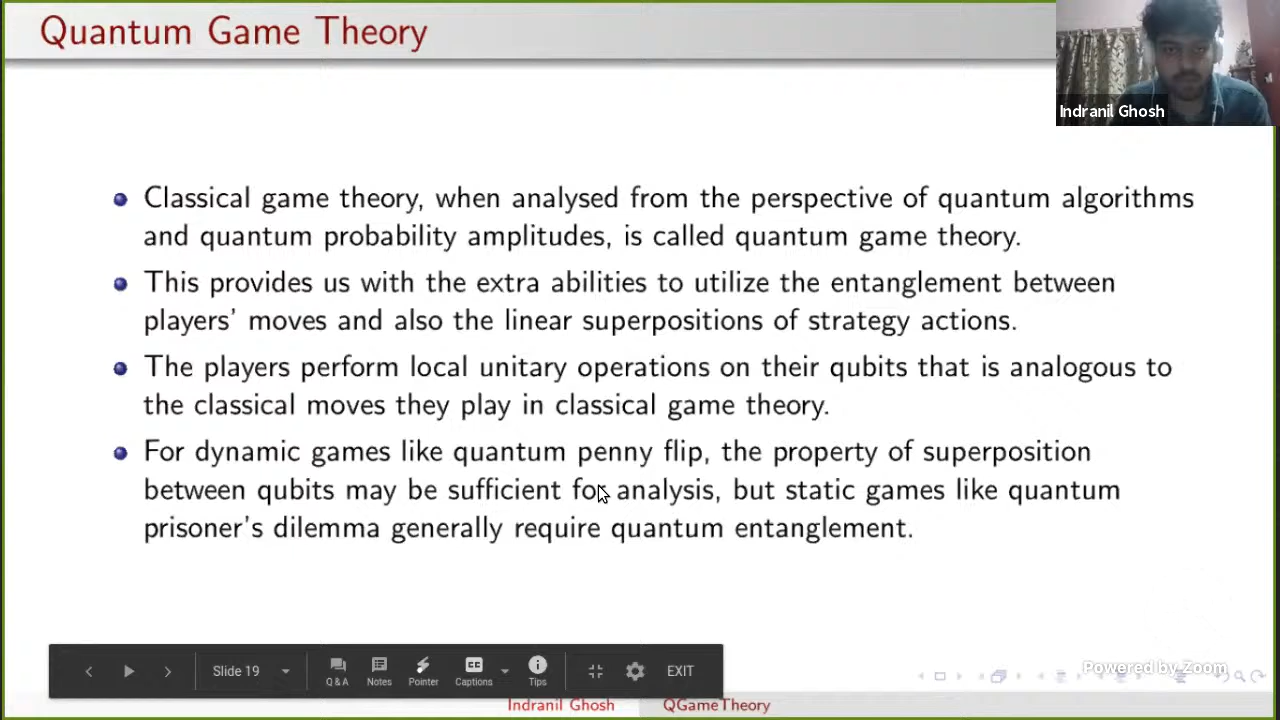 Quantum Game Theory
Indranil Ghosh
Classical game theory, when analysed from the perspective of quantum algorithms
and quantum probability amplitudes, is called quantum game theory.
This provides us with the extra abilities to utilize the entanglement between
players' moves and also the linear superpositions of strategy actions.
The players perform local unitary operations on their qubits that is analogous to
the classical moves they play in classical game theory.
For dynamic games like quantum penny flip, the property of superposition
between qubits may be sufficient for analysis, but static games like quantum
prisoner's dilemma generally require quantum entanglement.
Slide 19
Q&A
Notes
Pointer
CC
Captions
Tips
EXIT
Powered by Zoom
Indranil Ghosh
QGameTheory